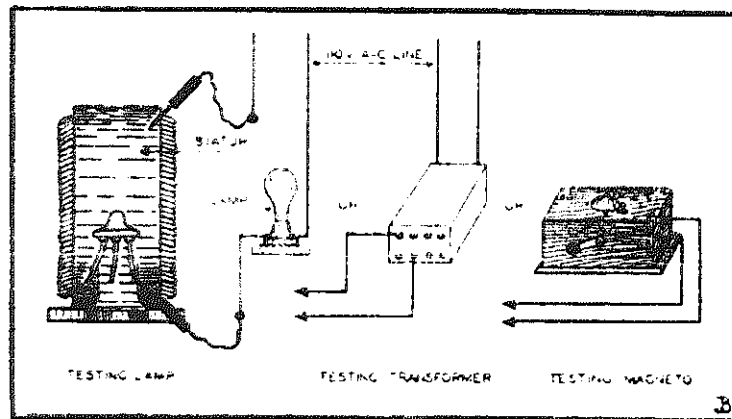 110 V A-C LINE
STATOR
LAMP
OR
OR
TESTING LAMP
TESTING TRANSFORMER
TESTING MAGNETO
B